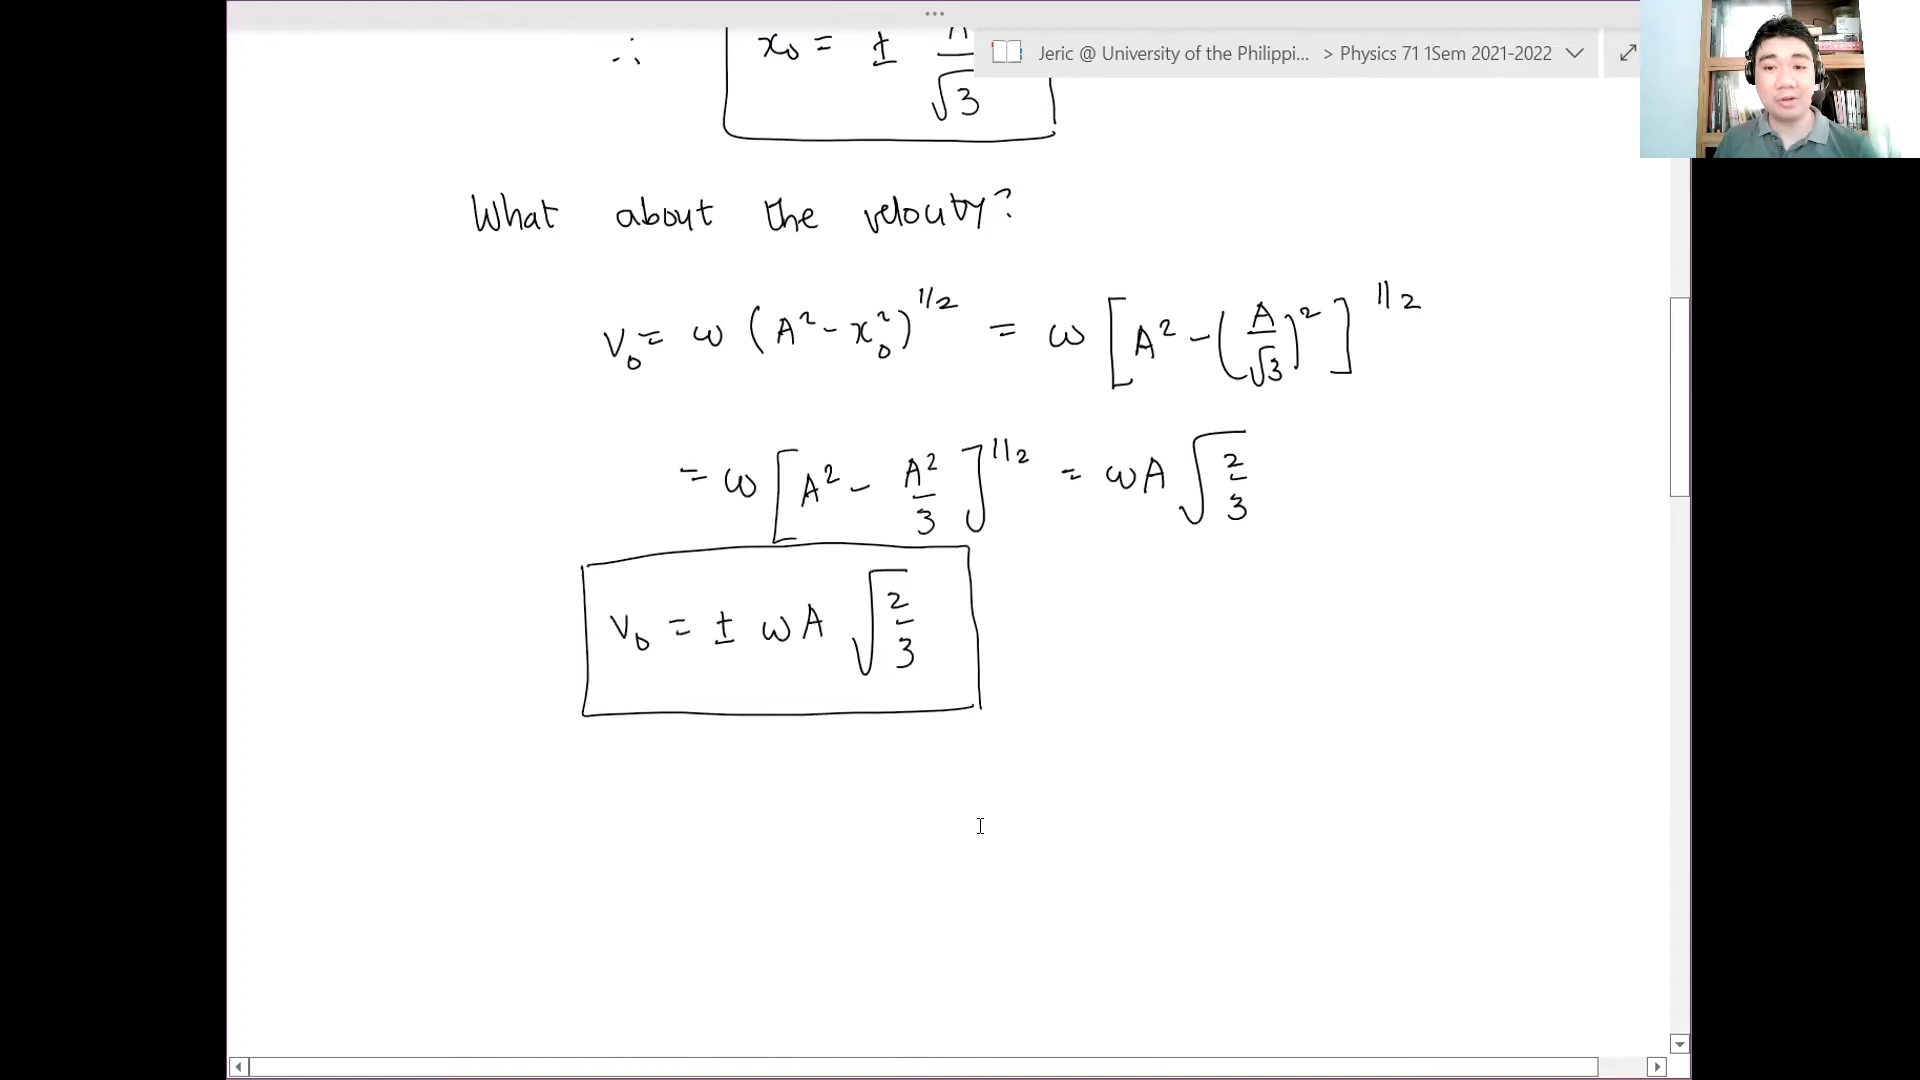 Jeric @ University of the Philippi... > Physics 71 1Sem 2021-2022
∴ x₀ = ± A/√3
What about the velocity?
v₀ = ω (A² - x₀²)^1/2 = ω [A² - (A/√3)²]^1/2
= ω [A² - A²/3]^1/2 = ωA √(2/3)
v₀ = ± ωA √(2/3)